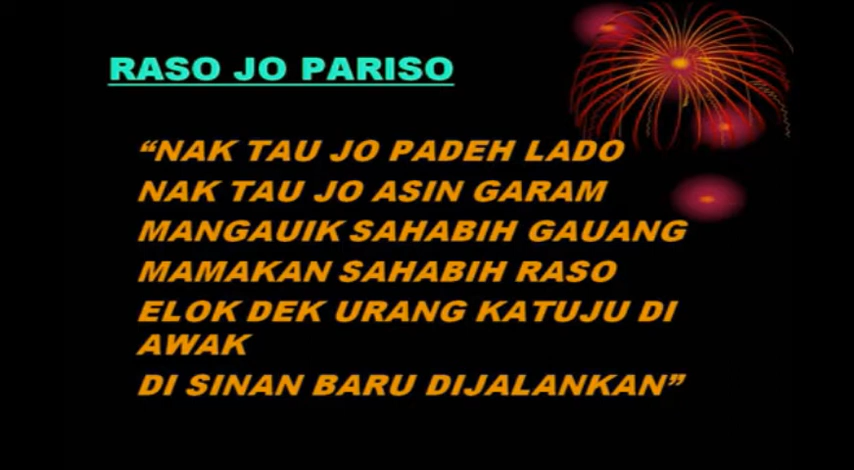 RASO JO PARISO
“NAK TAU JO PADEH LADO
NAK TAU JO ASIN GARAM
MANGAUIK SAHABIH GAUANG
MAMAKAN SAHABIH RASO
ELOK DEK URANG KATUJU DI
AWAK
DI SINAN BARU DIJALANKAN”